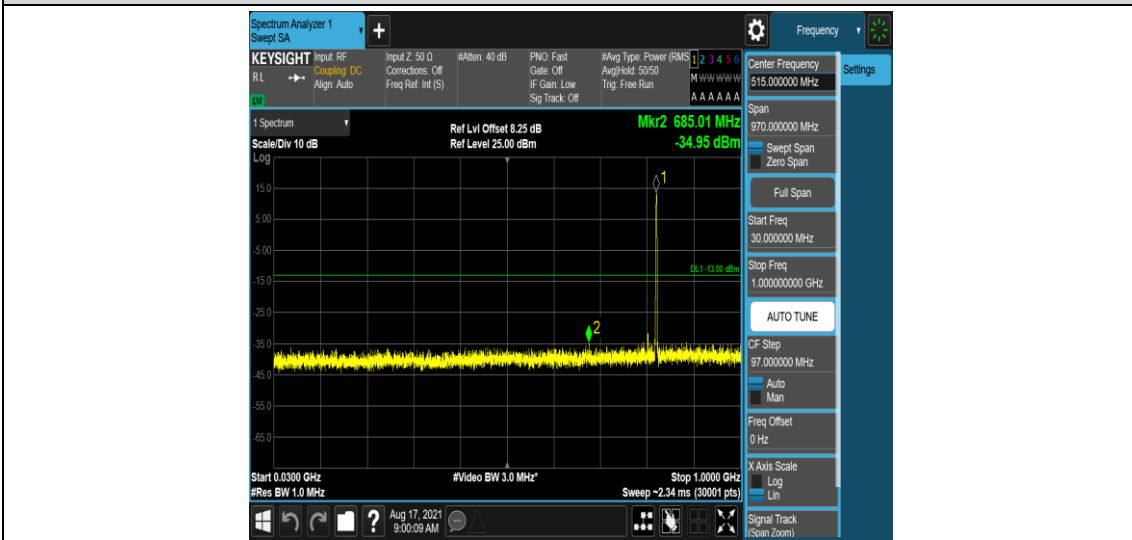 Spectrum Analyzer 1
Swept SA
+
Frequency
KEYSIGHT
RL
LXI
Input: RF
Coupling: DC
Align: Auto
Input Z: 50 Ω
Corrections: Off
Freq Ref: Int (S)
#Atten: 40 dB
PNO: Fast
Gate: Off
IF Gain: Low
Sig Track: Off
#Avg Type: Power (RMS
Avg|Hold: 50/50
Trig: Free Run
1 2 3 4 5 6
M W W W W W
A A A A A A
1 Spectrum
Scale/Div 10 dB
Log
Ref Lvl Offset 8.25 dB
Ref Level 25.00 dBm
Mkr2 685.01 MHz
-34.95 dBm
1
15.0
5.00
-5.00
DL1 -13.00 dBm
-15.0
-25.0
2
-35.0
-45.0
-55.0
-65.0
Start 0.0300 GHz
#Res BW 1.0 MHz
#Video BW 3.0 MHz*
Stop 1.0000 GHz
Sweep ~2.34 ms (30001 pts)
?
Aug 17, 2021
9:00:09 AM
Center Frequency
515.000000 MHz
Settings
Span
970.000000 MHz
Swept Span
Zero Span
Full Span
Start Freq
30.000000 MHz
Stop Freq
1.000000000 GHz
AUTO TUNE
CF Step
97.000000 MHz
Auto
Man
Freq Offset
0 Hz
X Axis Scale
Log
Lin
Signal Track
(Span Zoom)